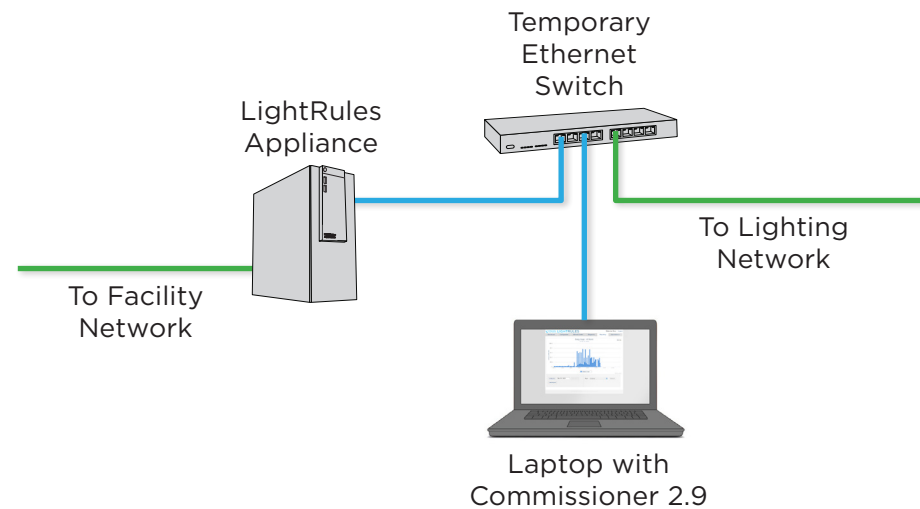 Temporary
Ethernet
Switch
LightRules
Appliance
To Lighting
Network
To Facility
Network
Laptop with
Commissioner 2.9